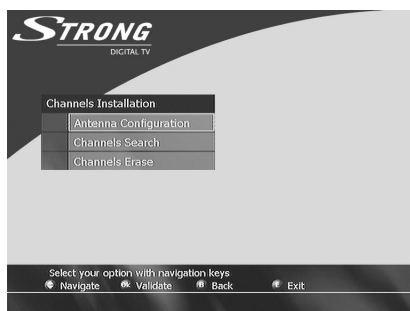 STRONG
DIGITAL TV
Channels Installation
Antenna Configuration
Channels Search
Channels Erase
Select your option with navigation keys
Navigate OK Validate B Back Exit